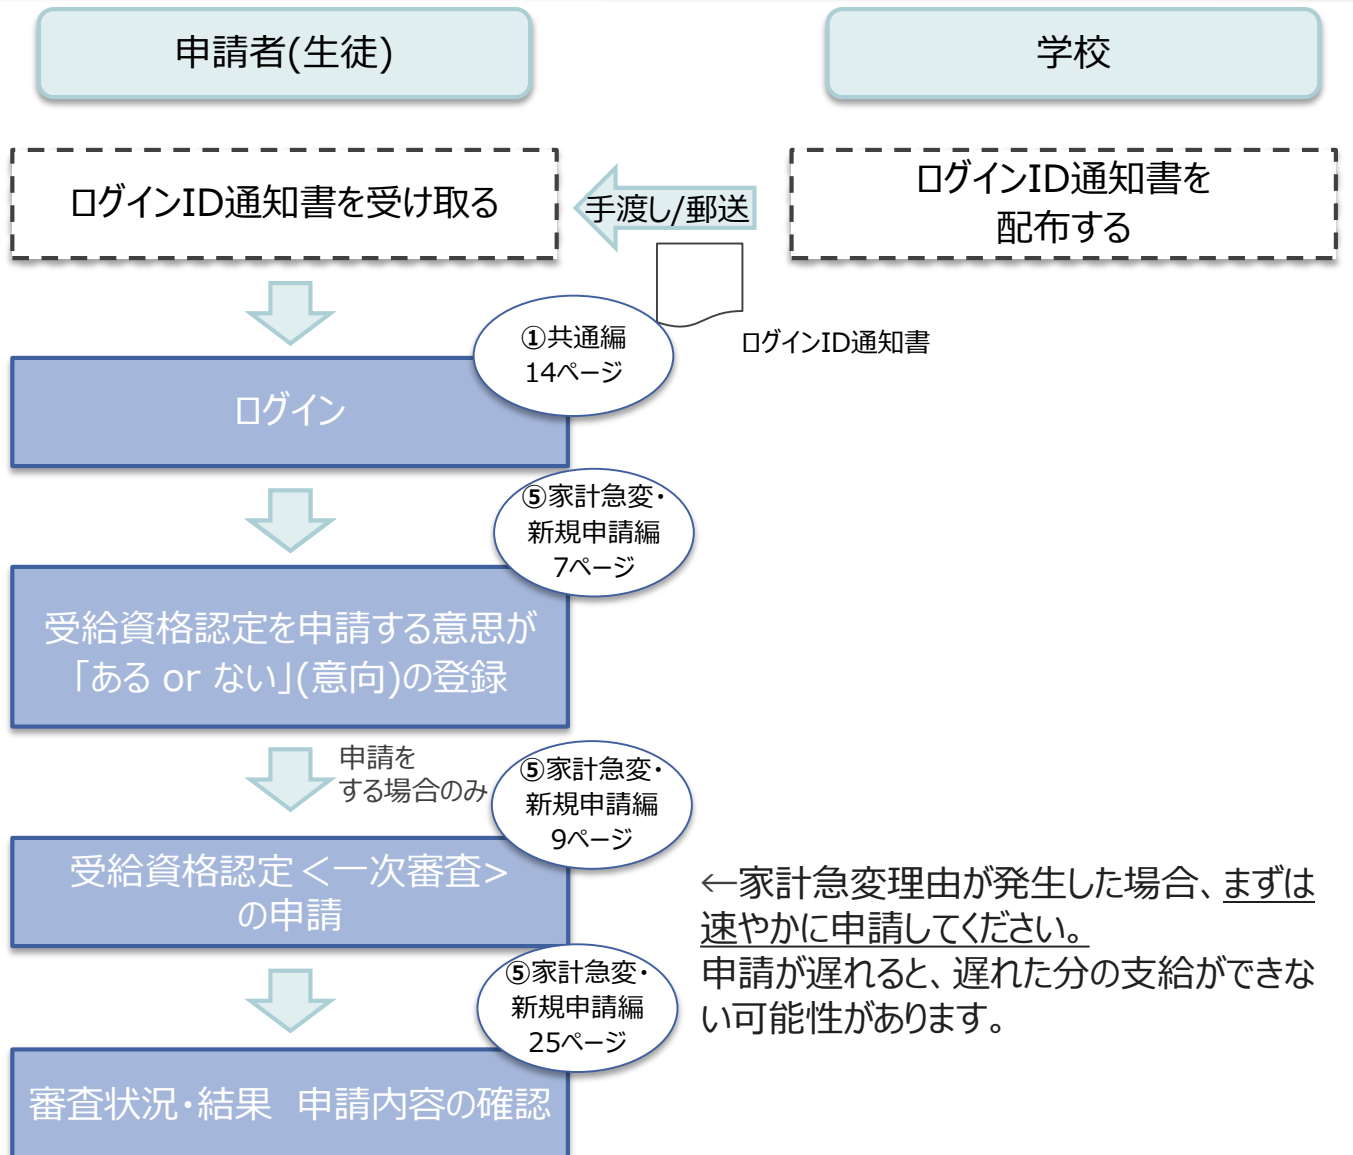 申請者(生徒)
学校
ログインID通知書を受け取る
手渡し/郵送
ログインID通知書を
配布する
ログインID通知書
①共通編
14ページ
ログイン
⑤家計急変・
新規申請編
7ページ
受給資格認定を申請する意思が
「ある or ない」(意向)の登録
申請を
する場合のみ
⑤家計急変・
新規申請編
9ページ
受給資格認定＜一次審査>
の申請
←家計急変理由が発生した場合、まずは
速やかに申請してください。
申請が遅れると、遅れた分の支給ができな
い可能性があります。
⑤家計急変・
新規申請編
25ページ
審査状況・結果　申請内容の確認